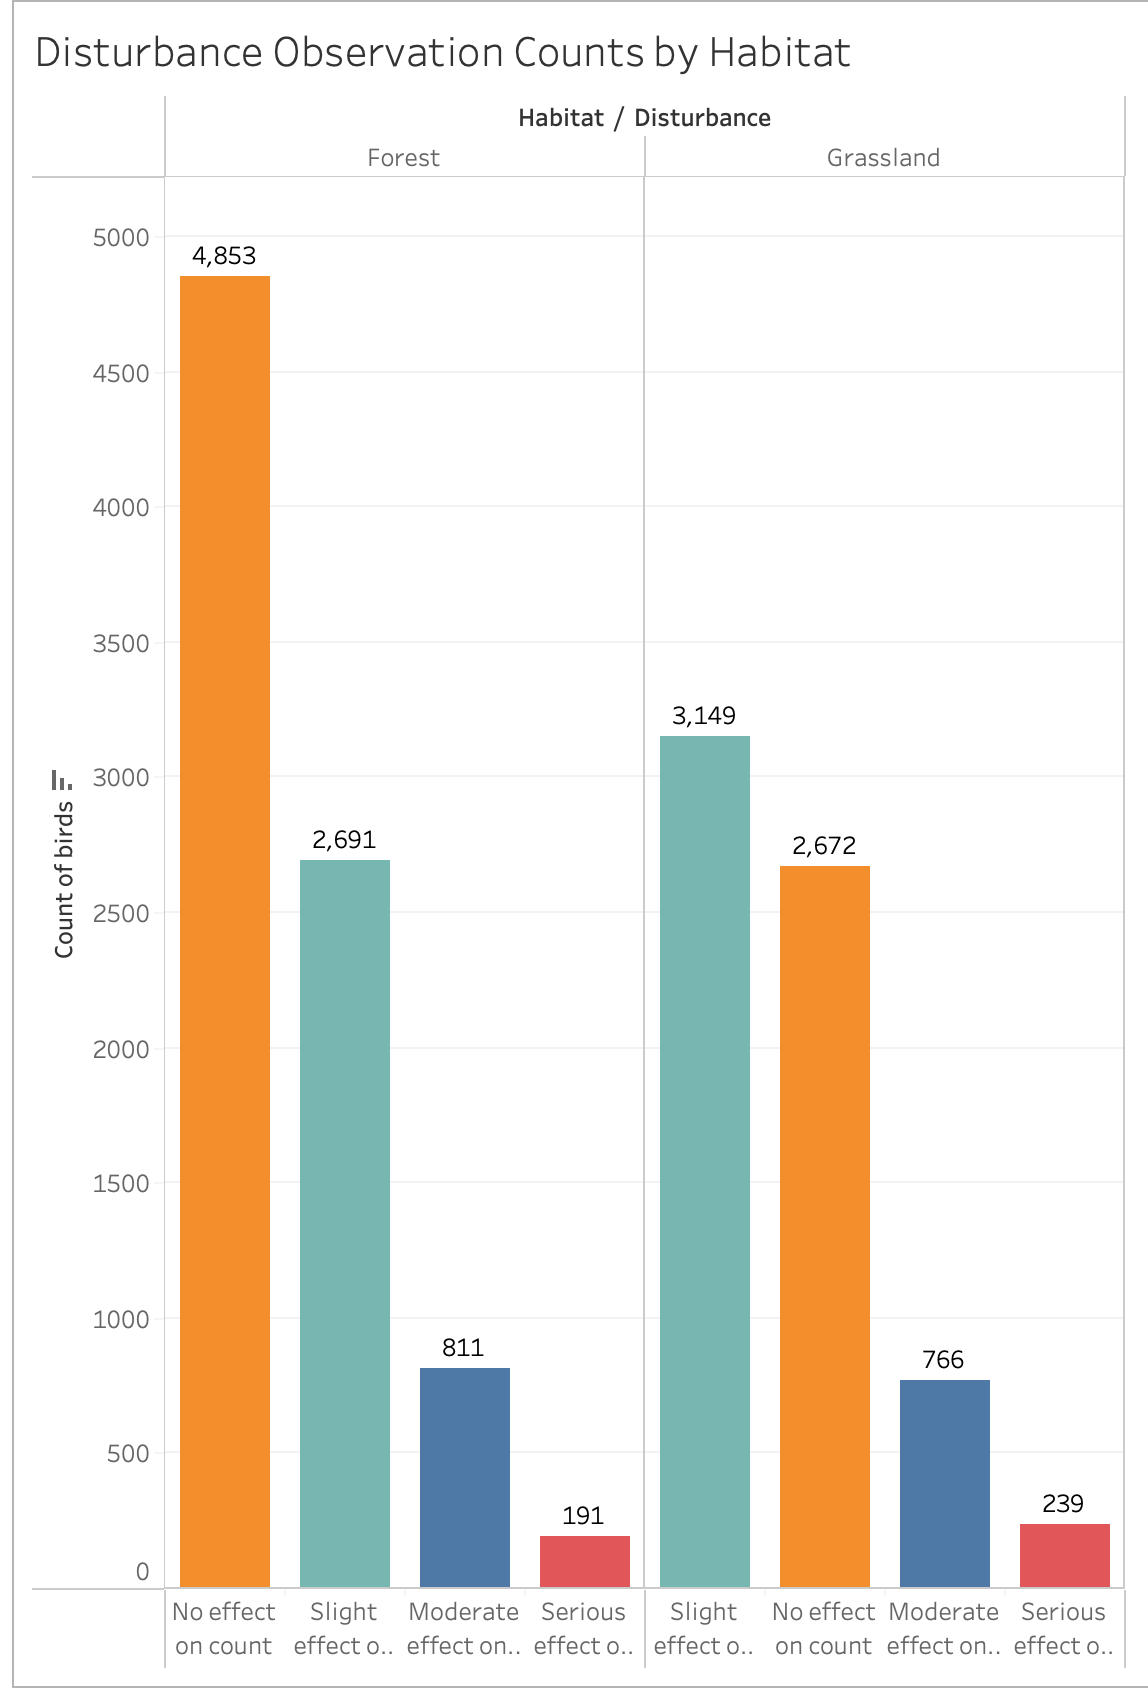 Disturbance Observation Counts by Habitat
Habitat / Disturbance
Forest
Grassland
Count of birds
5000
4500
4000
3500
3000
2500
2000
1500
1000
500
0
4,853
2,691
811
191
3,149
2,672
766
239
No effect
on count
Slight
effect o..
Moderate
effect on..
Serious
effect o..
Slight
effect o..
No effect
on count
Moderate
effect on..
Serious
effect o..